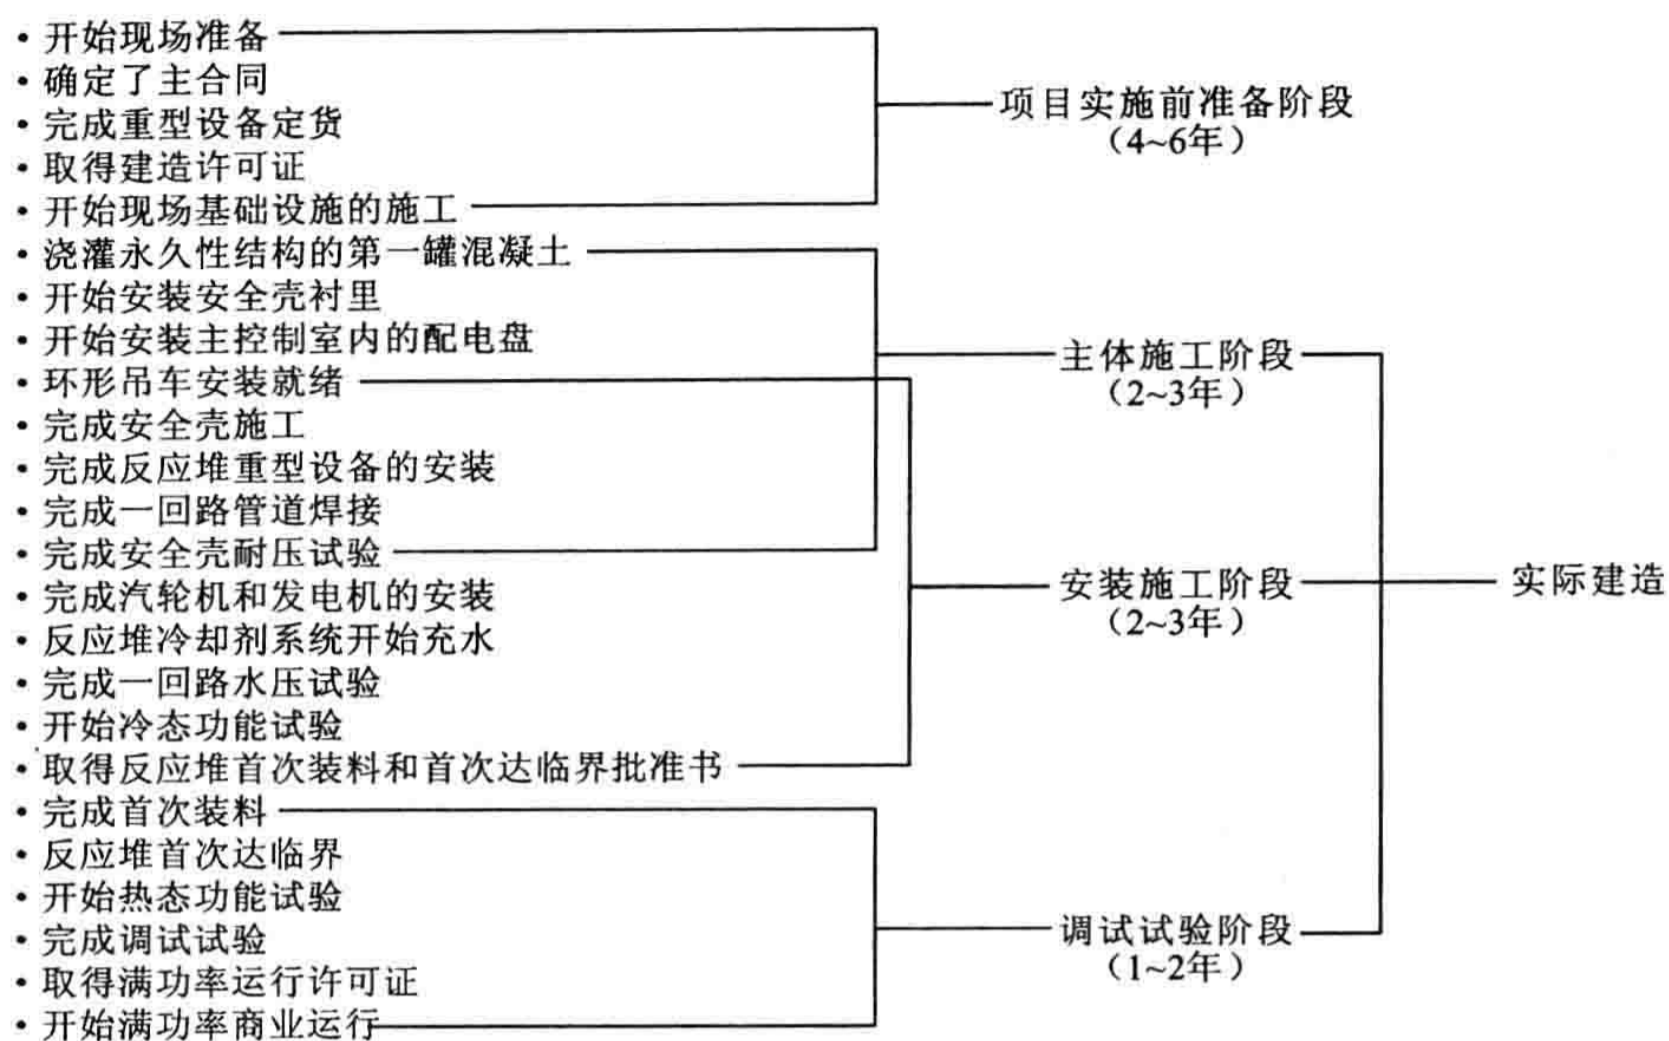 • 开始现场准备
• 确定了主合同
• 完成重型设备定货
• 取得建造许可证
• 开始现场基础设施的施工
项目实施前准备阶段
（4~6年）
• 浇灌永久性结构的第一罐混凝土
• 开始安装安全壳衬里
• 开始安装主控制室内的配电盘
• 环形吊车安装就绪
• 完成安全壳施工
• 完成反应堆重型设备的安装
• 完成一回路管道焊接
• 完成安全壳耐压试验
主体施工阶段
（2~3年）
• 完成汽轮机和发电机的安装
• 反应堆冷却剂系统开始充水
• 完成一回路水压试验
• 开始冷态功能试验
• 取得反应堆首次装料和首次达临界批准书
安装施工阶段
（2~3年）
实际建造
• 完成首次装料
• 反应堆首次达临界
• 开始热态功能试验
• 完成调试试验
• 取得满功率运行许可证
• 开始满功率商业运行
调试试验阶段
（1~2年）